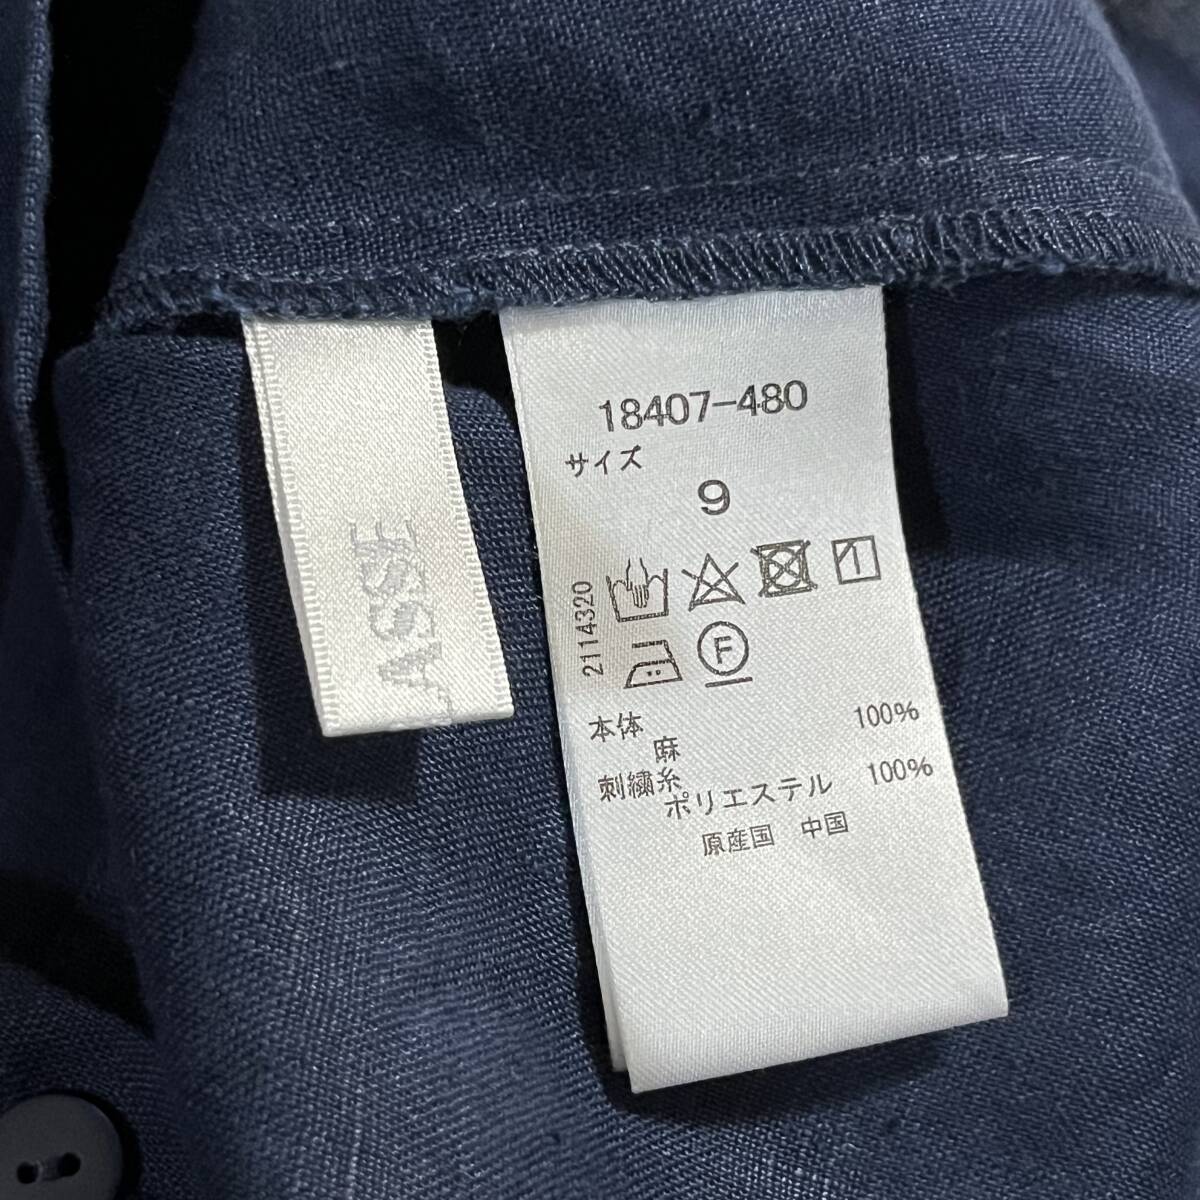 18407-480
サイズ
9
2114320
F
本体 100%
麻
刺繍糸 100%
ポリエステル
原産国 中国